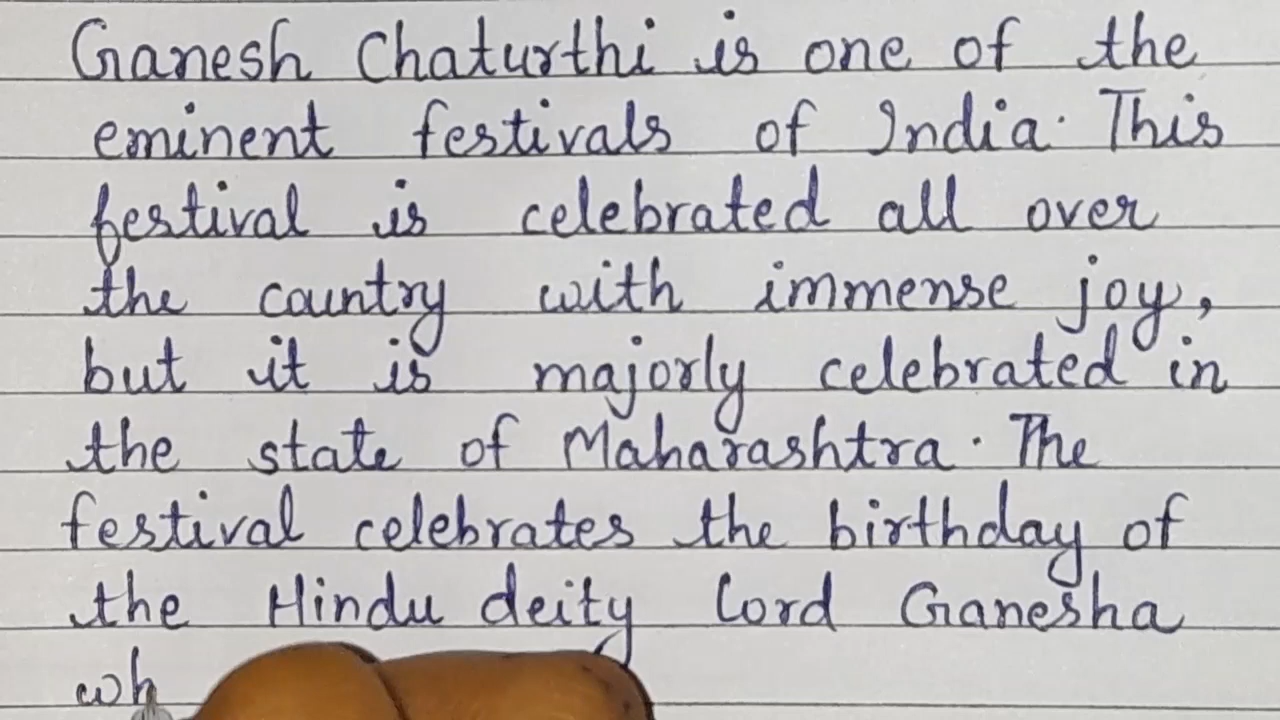 Ganesh Chaturthi is one of the
eminent festivals of India. This
festival is celebrated all over
the country with immense joy,
but it is majorly celebrated in
the state of Maharashtra. The
festival celebrates the birthday of
the Hindu deity Lord Ganesha
wh